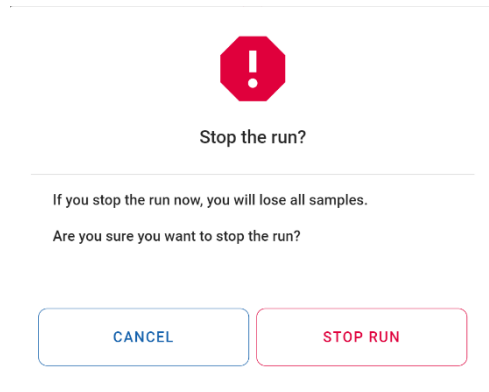 Stop the run?
If you stop the run now, you will lose all samples.
Are you sure you want to stop the run?
CANCEL
STOP RUN